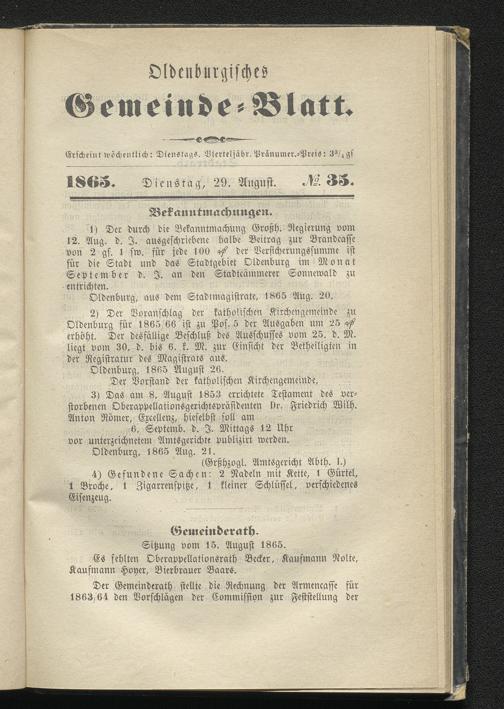 Oldenburgisches
Gemeinde-Blatt.
Erscheint wöchentlich: Dienstags. Vierteljähr. Pränumer.-Preis: 3¾ gs
1865. Dienstag, 29. August. № 35.
Bekanntmachungen.
1) Der durch die Bekanntmachung Großh. Regierung vom
12. Aug. d. J. ausgeschriebene halbe Beitrag zur Brandcasse
von 2 gs. 1 sw. für jede 100 ₰ der Versicherungssumme ist
für die Stadt und das Stadtgebiet Oldenburg im Monat
September d. J. an den Stadtkämmerer Sonnewald zu
entrichten.
Oldenburg, aus dem Stadtmagistrate, 1865 Aug. 20.
2) Der Voranschlag der katholischen Kirchengemeinde zu
Oldenburg für 1865/66 ist zu Pos. 5 der Ausgaben um 25 ₰
erhöht. Der desfällige Beschluß des Ausschusses vom 25. d. M.
liegt vom 30. d. bis 6. k. M. zur Einsicht der Betheiligten in
der Registratur des Magistrats aus.
Oldenburg, 1865 August 26.
Der Vorstand der katholischen Kirchengemeinde.
3) Das am 8. August 1853 errichtete Testament des ver-
storbenen Oberappellationsgerichtspräsidenten Dr. Friedrich Wilh.
Anton Römer, Excellenz, hieselbst soll am
6. Septemb. d. J. Mittags 12 Uhr
vor unterzeichnetem Amtsgerichte publizirt werden.
Oldenburg, 1865 Aug. 21.
(Grßhzogl. Amtsgericht Abth. I.)
4) Gefundene Sachen: 2 Nadeln mit Kette, 1 Gürtel,
1 Broche, 1 Zigarrenspitze, 1 kleiner Schlüssel, verschiedenes
Eisenzeug.
Gemeinderath.
Sitzung vom 15. August 1865.
Es fehlten Oberappellationsrath Becker, Kaufmann Nolte,
Kaufmann Hoyer, Bierbrauer Baars.
Der Gemeinderath stellte die Rechnung der Armencasse für
1863/64 den Vorschlägen der Commission zur Feststellung der